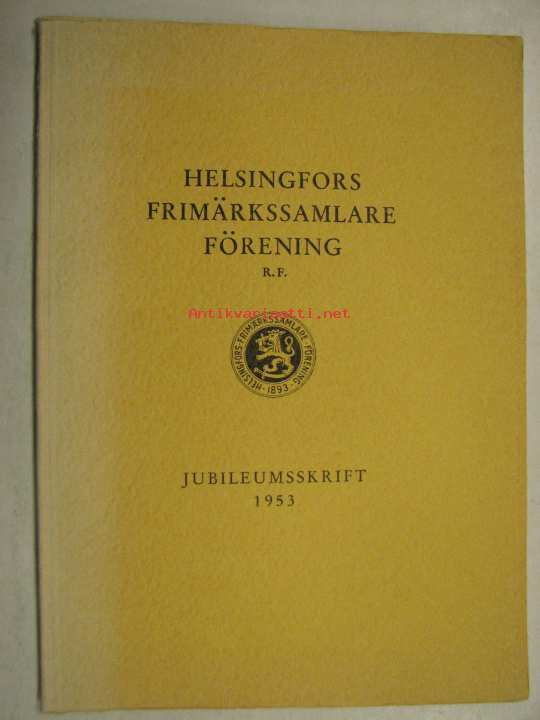 HELSINGFORS
FRIMÄRKSSAMLARE
FÖRENING
R.F.
Antikvariaatti.net
HELSINGFORS-FRIMÄRKSSAMLARE FÖRENING
·1893·
JUBILEUMSSKRIFT
1953